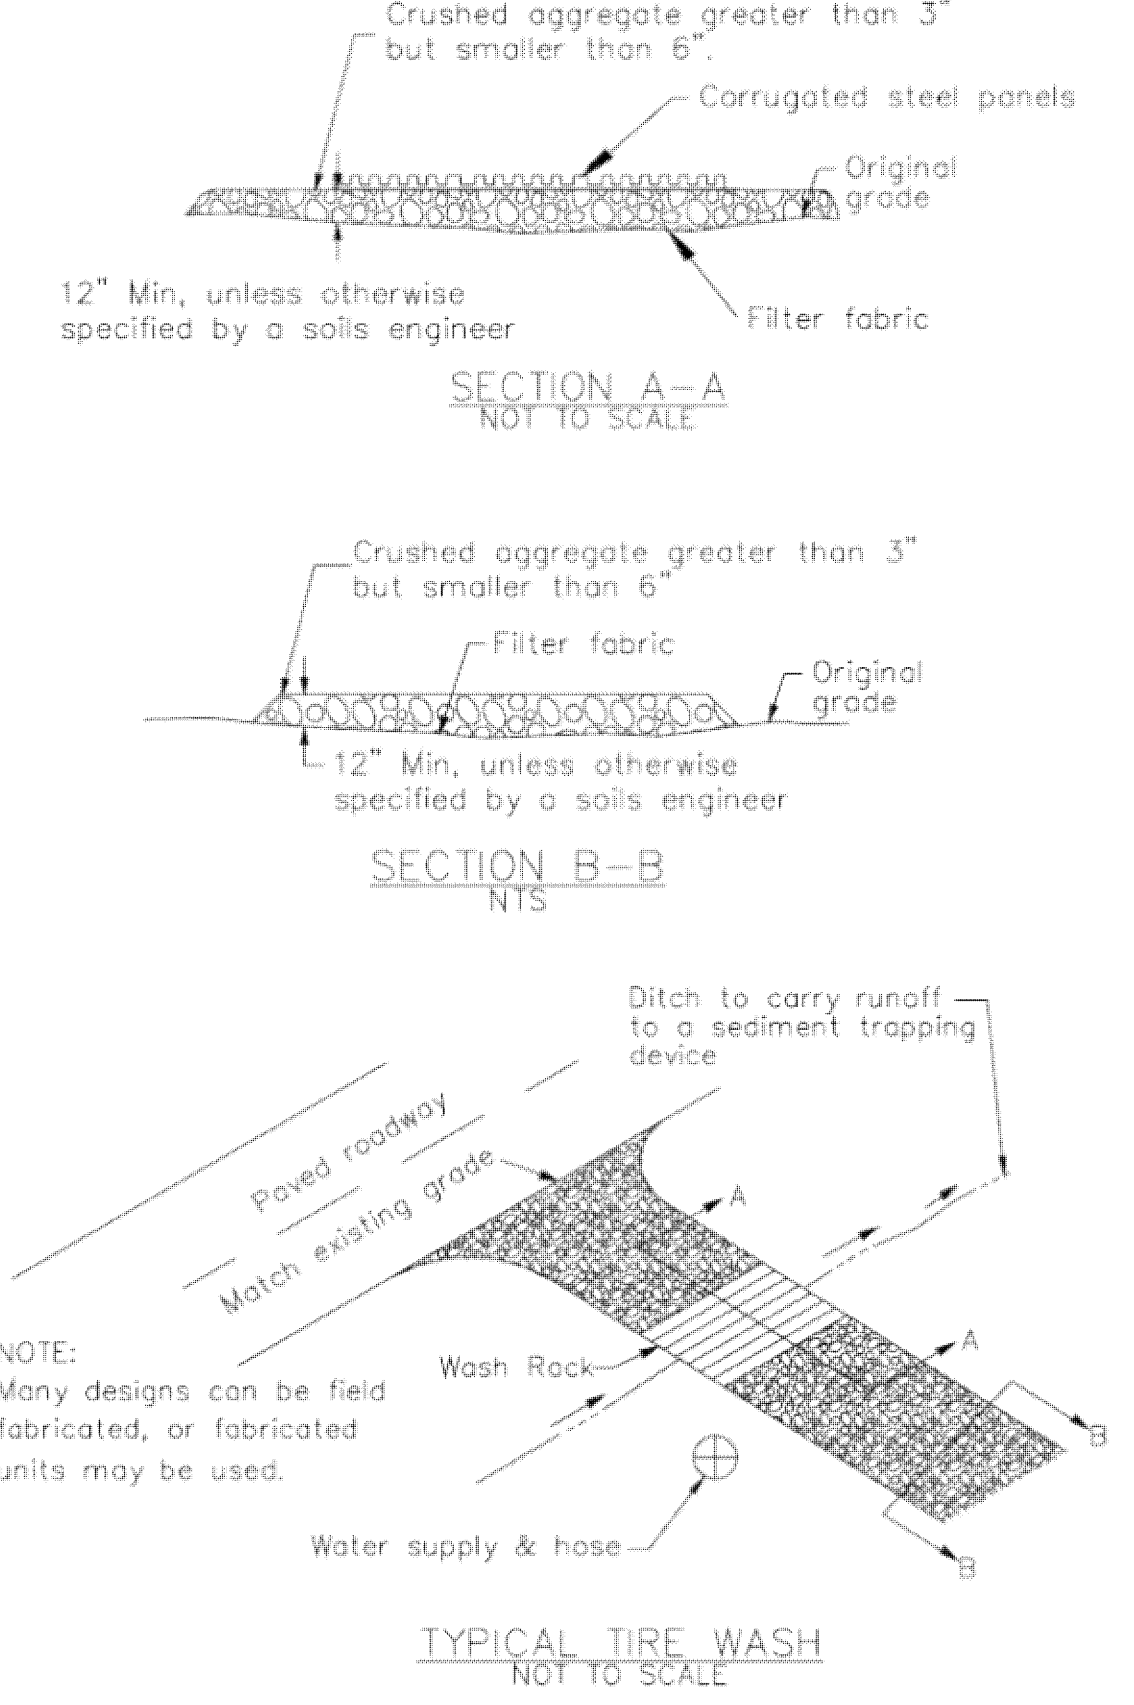 Crushed aggregate greater than 3"
but smaller than 6".
Corrugated steel panels
Original
grade
12" Min, unless otherwise
specified by a soils engineer
Filter fabric
SECTION A-A
NOT TO SCALE
Crushed aggregate greater than 3"
but smaller than 6"
Filter fabric
Original
grade
12" Min, unless otherwise
specified by a soils engineer
SECTION B-B
NTS
Ditch to carry runoff
to a sediment trapping
device
Paved roadway
Match existing grade
A
A
NOTE:
Many designs can be field
fabricated, or fabricated
units may be used.
Wash Rack
B
Water supply & hose
B
TYPICAL TIRE WASH
NOT TO SCALE